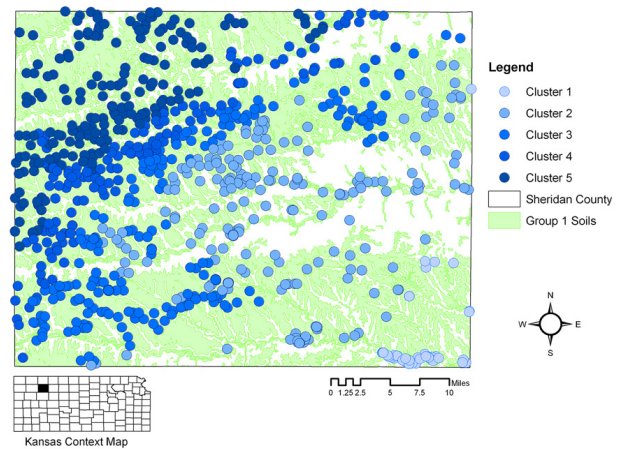 Legend
Cluster 1
Cluster 2
Cluster 3
Cluster 4
Cluster 5
Sheridan County
Group 1 Soils
N
W E
S
Miles
0 1.25 2.5 5 7.5 10
Kansas Context Map